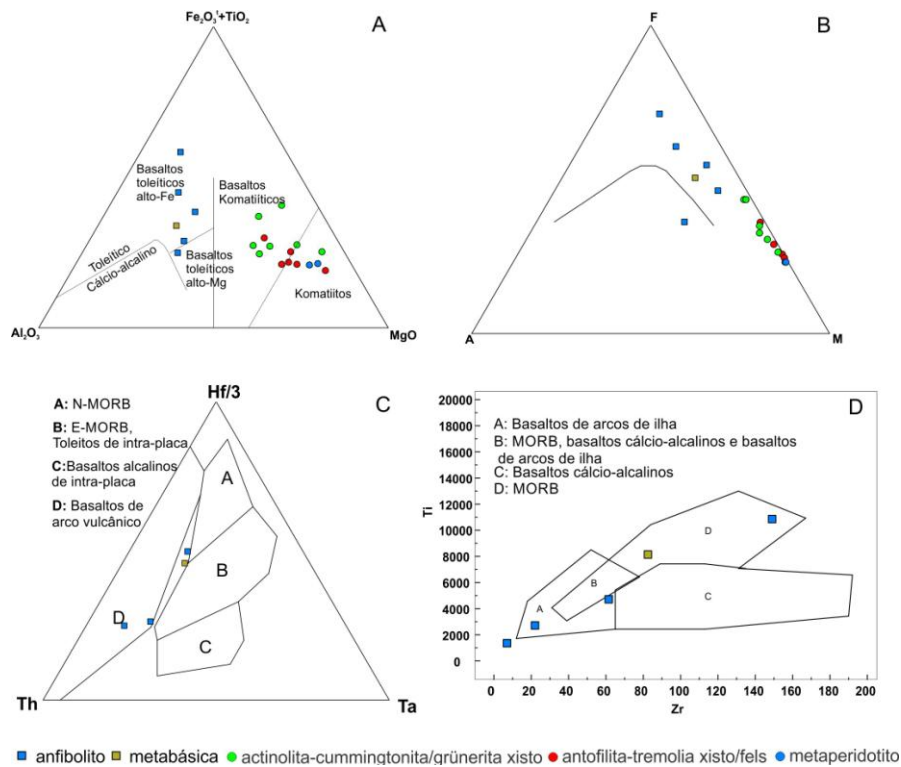 Fe₂O₃ᵗ+TiO₂
A
Basaltos
toleíticos
alto-Fe
Basaltos
Komatiíticos
Toleítico
Cálcio-alcalino
Basaltos
toleíticos
alto-Mg
Komatiitos
Al₂O₃
MgO
F
B
A
M
Hf/3
C
A: N-MORB
B: E-MORB,
Toleitos de intra-placa
C:Basaltos alcalinos
de intra-placa
D: Basaltos de
arco vulcânico
A
B
C
D
Th
Ta
D
A: Basaltos de arcos de ilha
B: MORB, basaltos cálcio-alcalinos e basaltos
de arcos de ilha
C: Basaltos cálcio-alcalinos
D: MORB
Ti
20000
18000
16000
14000
12000
10000
8000
6000
4000
2000
0
D
B
A
C
0 20 40 60 80 100 120 140 160 180 200
Zr
anfibolito metabásica actinolita-cummingtonita/grünerita xisto antofilita-tremolia xisto/fels metaperidotito